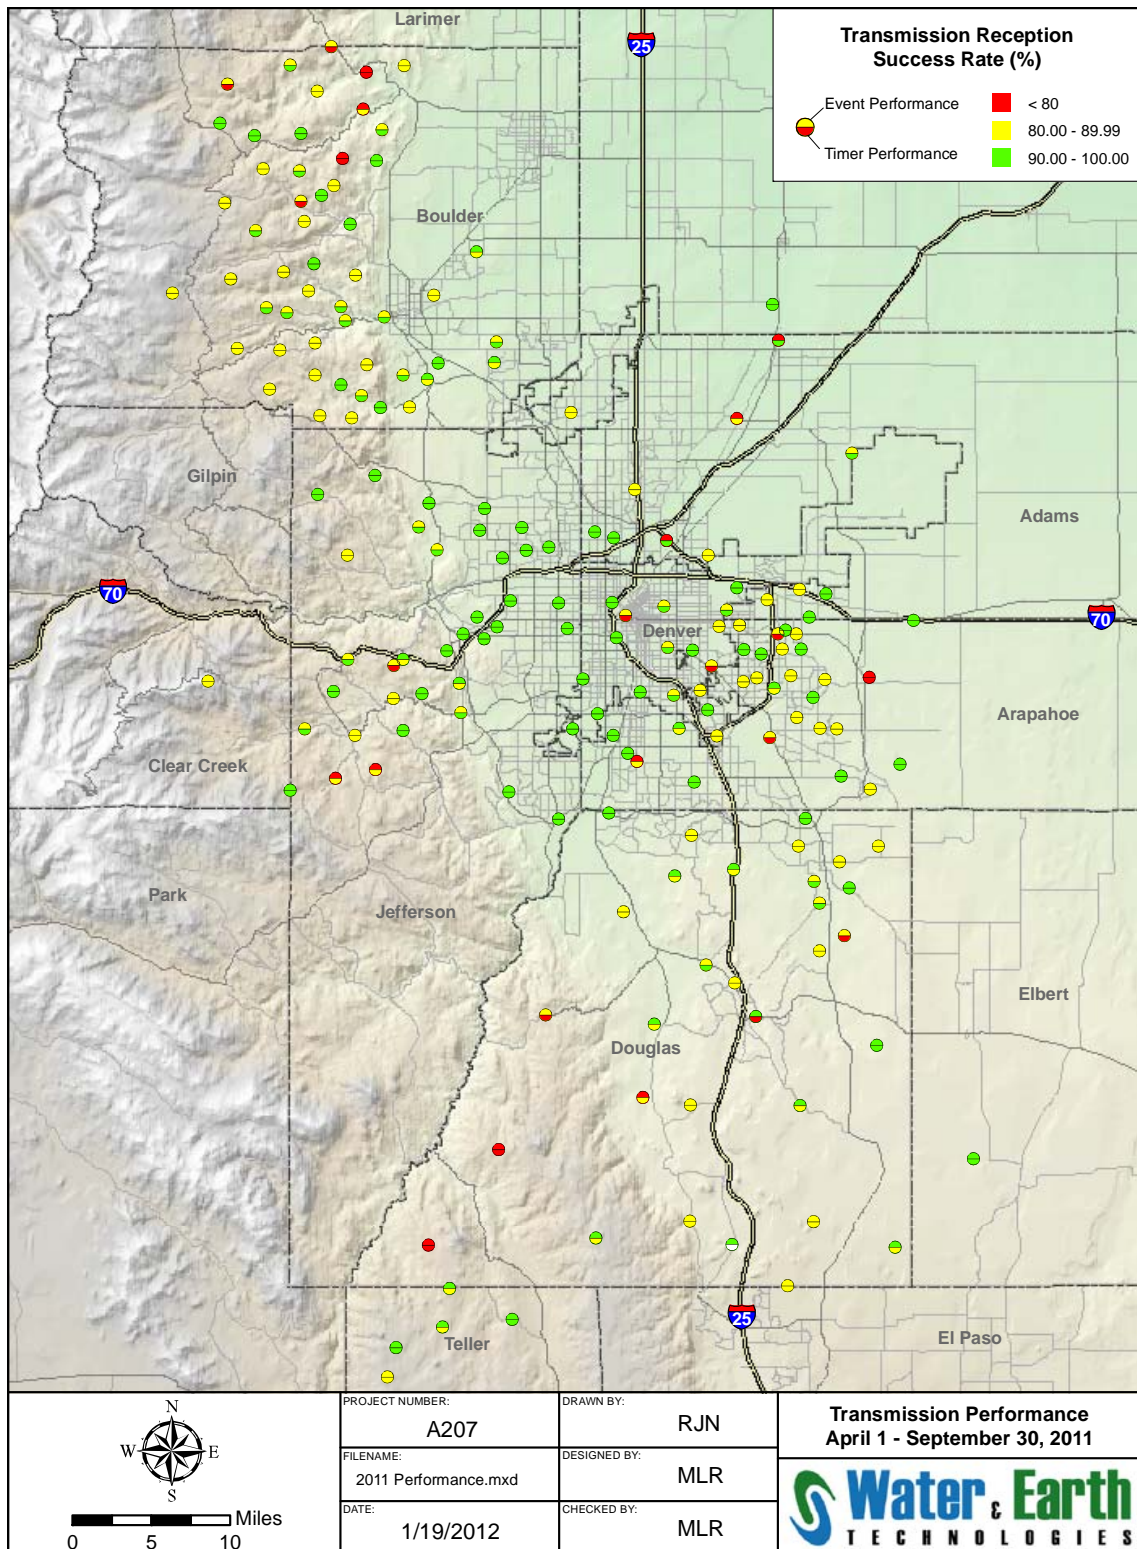 Larimer
25
Transmission Reception
Success Rate (%)
Event Performance
Timer Performance
< 80
80.00 - 89.99
90.00 - 100.00
Boulder
Gilpin
Adams
70
70
Denver
Arapahoe
Clear Creek
Park
Jefferson
Elbert
Douglas
25
El Paso
Teller
N
W
E
S
Miles
0
5
10
PROJECT NUMBER:
A207
FILENAME:
2011 Performance.mxd
DATE:
1/19/2012
DRAWN BY:
RJN
DESIGNED BY:
MLR
CHECKED BY:
MLR
Transmission Performance
April 1 - September 30, 2011
Water & Earth
TECHNOLOGIES